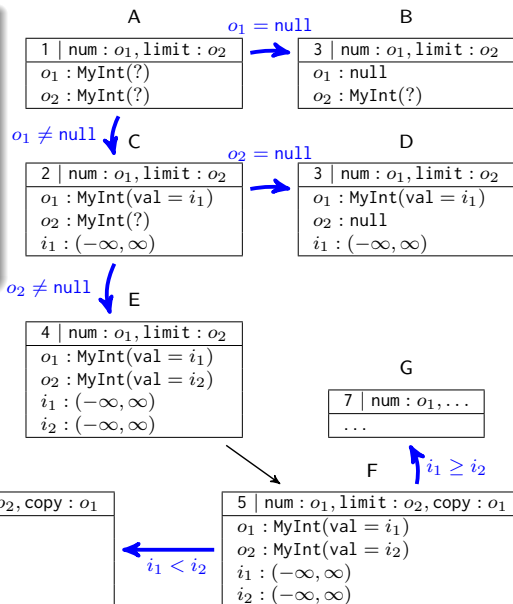 A
B
1 | num : o₁, limit : o₂
o₁ : MyInt(?)
o₂ : MyInt(?)
o₁ = null
3 | num : o₁, limit : o₂
o₁ : null
o₂ : MyInt(?)
o₁ ≠ null
C
D
2 | num : o₁, limit : o₂
o₁ : MyInt(val = i₁)
o₂ : MyInt(?)
i₁ : (−∞, ∞)
o₂ = null
3 | num : o₁, limit : o₂
o₁ : MyInt(val = i₁)
o₂ : null
i₁ : (−∞, ∞)
o₂ ≠ null
E
4 | num : o₁, limit : o₂
o₁ : MyInt(val = i₁)
o₂ : MyInt(val = i₂)
i₁ : (−∞, ∞)
i₂ : (−∞, ∞)
G
7 | num : o₁, ...
...
i₁ ≥ i₂
F
5 | num : o₁, limit : o₂, copy : o₁
o₁ : MyInt(val = i₁)
o₂ : MyInt(val = i₂)
i₁ : (−∞, ∞)
i₂ : (−∞, ∞)
i₁ < i₂
o₂, copy : o₁